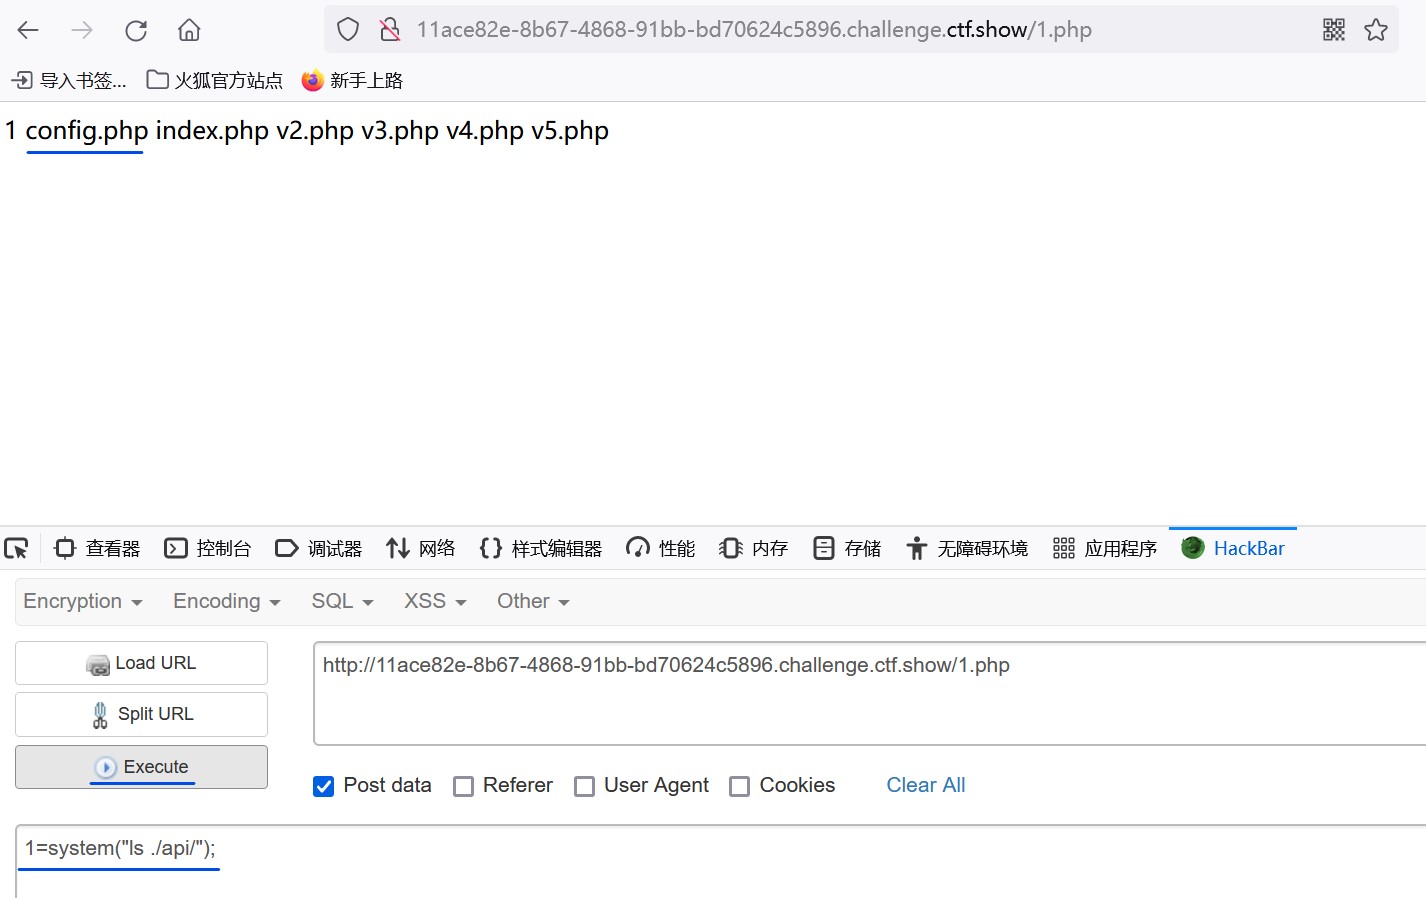 11ace82e-8b67-4868-91bb-bd70624c5896.challenge.ctf.show/1.php
导入书签... 火狐官方站点 新手上路
1 config.php index.php v2.php v3.php v4.php v5.php
查看器 控制台 调试器 网络 样式编辑器 性能 内存 存储 无障碍环境 应用程序 HackBar
Encryption Encoding SQL XSS Other
Load URL
http://11ace82e-8b67-4868-91bb-bd70624c5896.challenge.ctf.show/1.php
Split URL
Execute
Post data Referer User Agent Cookies Clear All
1=system("ls ./api/");